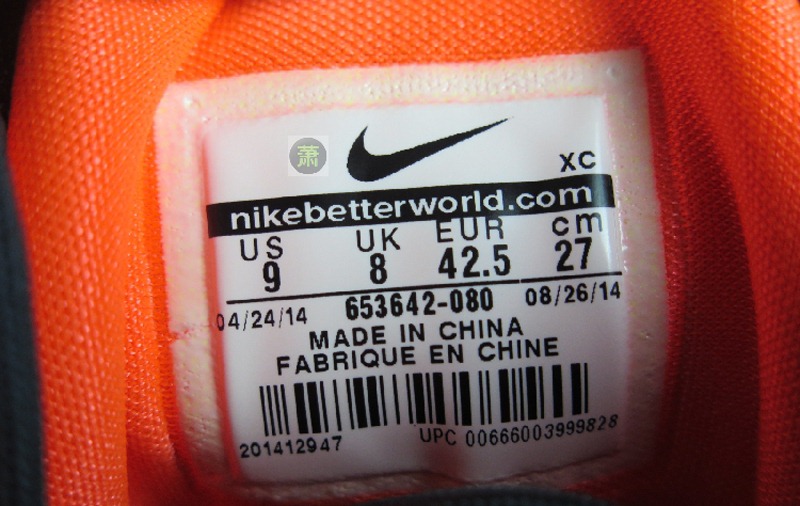 萧
XC
nikebetterworld.com
US UK EUR cm
9 8 42.5 27
04/24/14 653642-080 08/26/14
MADE IN CHINA
FABRIQUE EN CHINE
201412947 UPC 00666003999828